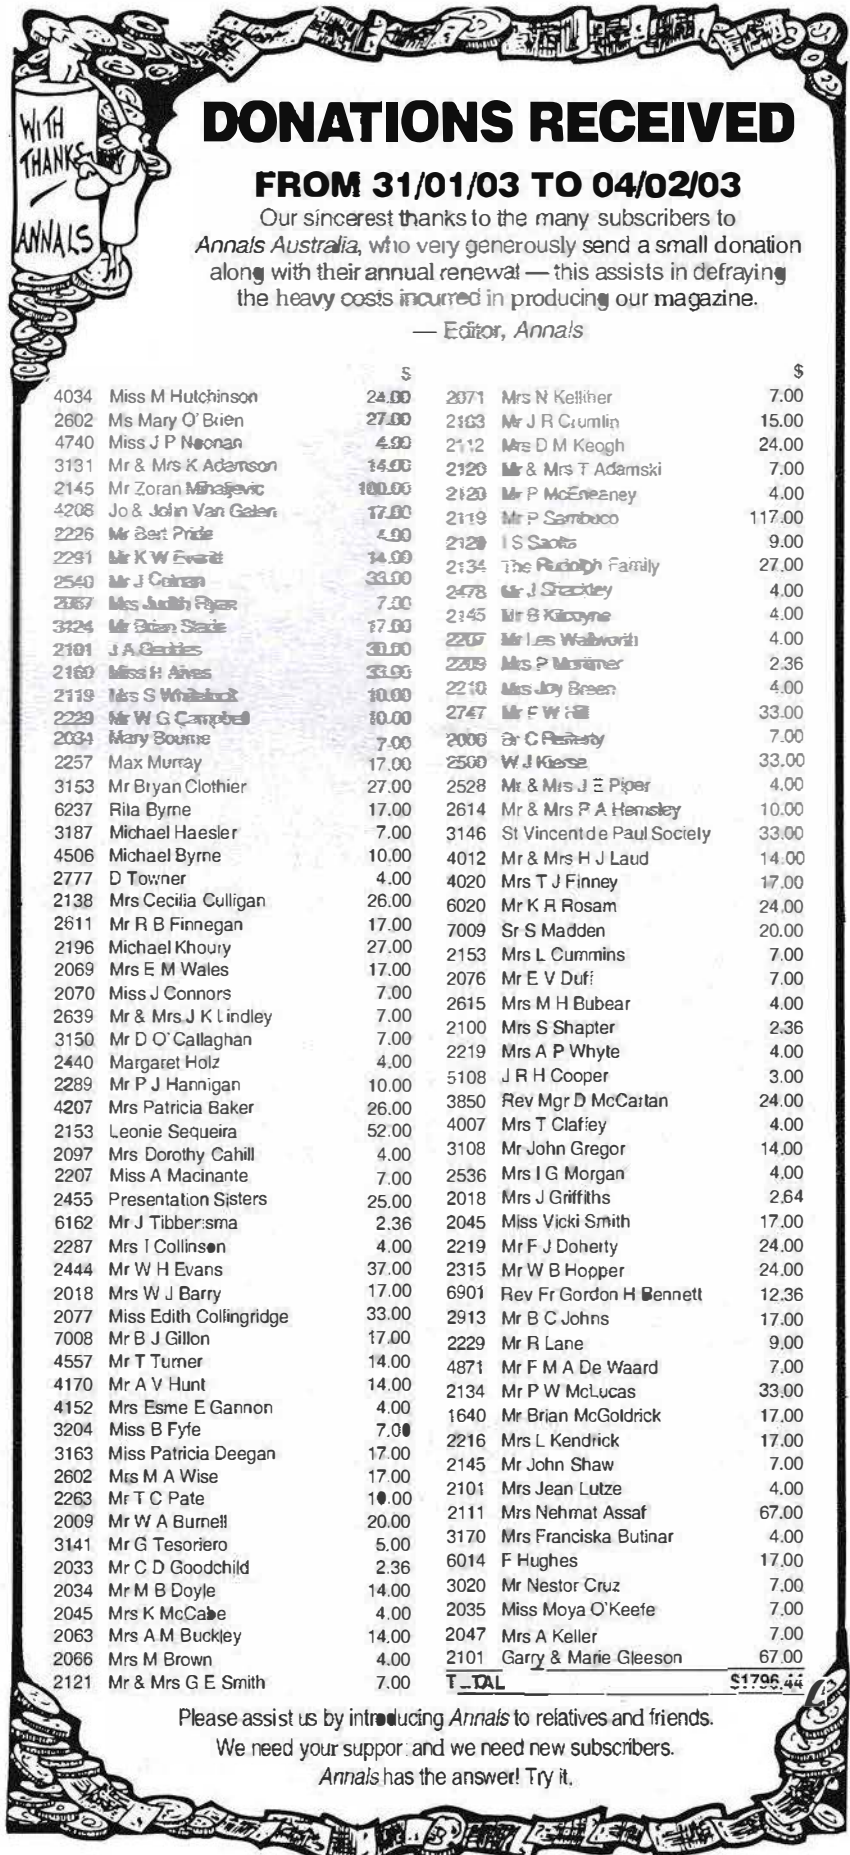 WITH
THANKS
ANNALS
DONATIONS RECEIVED
FROM 31/01/03 TO 04/02/03
Our sincerest thanks to the many subscribers to
Annals Australia, who very generously send a small donation
along with their annual renewal — this assists in defraying
the heavy costs incurred in producing our magazine.
— Editor, Annals
$
4034 Miss M Hutchinson 24.00
2602 Ms Mary O'Brien 27.00
4740 Miss J P Noonan 4.00
3131 Mr & Mrs K Adamson 14.00
2145 Mr Zoran Mihaljevic 100.00
4208 Jo & John Van Galen 17.00
2226 Mr Bert Pride 4.00
2291 Mr K W Everitt 14.00
2540 Mr J Colman 33.00
2067 Mrs Judith Ryan 7.00
3124 Mr Brian Slade 17.00
2101 J A Geddes 30.00
2160 Miss H Alves 33.00
2119 Mrs S Whitelock 10.00
2229 Mr W G Campbell 10.00
2034 Mary Bourne 7.00
2257 Max Murray 17.00
3153 Mr Bryan Clothier 27.00
6237 Rita Byrne 17.00
3187 Michael Haesler 7.00
4506 Michael Byrne 10.00
2777 D Towner 4.00
2138 Mrs Cecilia Culligan 26.00
2611 Mr R B Finnegan 17.00
2196 Michael Khoury 27.00
2069 Mrs E M Wales 17.00
2070 Miss J Connors 7.00
2639 Mr & Mrs J K Lindley 7.00
3150 Mr D O'Callaghan 7.00
2440 Margaret Holz 4.00
2289 Mr P J Hannigan 10.00
4207 Mrs Patricia Baker 26.00
2153 Leonie Sequeira 52.00
2097 Mrs Dorothy Cahill 4.00
2207 Miss A Macinante 7.00
2455 Presentation Sisters 25.00
6162 Mr J Tibberisma 2.36
2287 Mrs I Collinson 4.00
2444 Mr W H Evans 37.00
2018 Mrs W J Barry 17.00
2077 Miss Edith Collingridge 33.00
7008 Mr B J Gillon 17.00
4557 Mr T Turner 14.00
4170 Mr A V Hunt 14.00
4152 Mrs Esme E Gannon 4.00
3204 Miss B Fyfe 7.00
3163 Miss Patricia Deegan 17.00
2602 Mrs M A Wise 17.00
2263 Mr T C Pate 10.00
2009 Mr W A Burnell 20.00
3141 Mr G Tesoriero 5.00
2033 Mr C D Goodchild 2.36
2034 Mr M B Doyle 14.00
2045 Mrs K McCabe 4.00
2063 Mrs A M Buckley 14.00
2066 Mrs M Brown 4.00
2121 Mr & Mrs G E Smith 7.00
$
2071 Mrs N Kelliher 7.00
2163 Mr J R Crumlin 15.00
2112 Mrs D M Keogh 24.00
2120 Mr & Mrs T Adamski 7.00
2120 Mr P McEneaney 4.00
2119 Mr P Sambuco 117.00
I S 9.00
2134 The Rudolph Family 27.00
2478 Mr J Shackley 4.00
2145 Mr B Kilcoyne 4.00
2207 Mr Les Wallworth 4.00
2209 Mrs P Mortimer 2.36
2210 Mrs Joy Breen 4.00
2747 Mr F W Hill 33.00
2000 C 7.00
2500 W J Kierse 33.00
2528 Mr & Mrs J E Piper 4.00
2614 Mr & Mrs P A Hemsley 10.00
3146 St Vincent de Paul Society 33.00
4012 Mr & Mrs H J Laud 14.00
4020 Mrs T J Finney 17.00
6020 Mr K R Rosam 24.00
7009 Sr S Madden 20.00
2153 Mrs L Cummins 7.00
2076 Mr E V Duff 7.00
2615 Mrs M H Bubear 4.00
2100 Mrs S Shapter 2.36
2219 Mrs A P Whyte 4.00
5108 J R H Cooper 3.00
3850 Rev Mgr D McCartan 24.00
4007 Mrs T Claffey 4.00
3108 Mr John Gregor 14.00
2536 Mrs I G Morgan 4.00
2018 Mrs J Griffiths 2.64
2045 Miss Vicki Smith 17.00
2219 Mr F J Doherty 24.00
2315 Mr W B Hopper 24.00
6901 Rev Fr Gordon H Bennett 12.36
2913 Mr B C Johns 17.00
2229 Mr R Lane 9.00
4871 Mr F M A De Waard 7.00
2134 Mr P W McLucas 33.00
1640 Mr Brian McGoldrick 17.00
2216 Mrs L Kendrick 17.00
2145 Mr John Shaw 7.00
2101 Mrs Jean Lutze 4.00
2111 Mrs Nehmat Assaf 67.00
3170 Mrs Franciska Butinar 4.00
6014 F Hughes 17.00
3020 Mr Nestor Cruz 7.00
2035 Miss Moya O'Keefe 7.00
2047 Mrs A Keller 7.00
2101 Garry & Marie Gleeson 67.00
TOTAL $1796.44
Please assist us by introducing Annals to relatives and friends.
We need your support and we need new subscribers.
Annals has the answer! Try it.